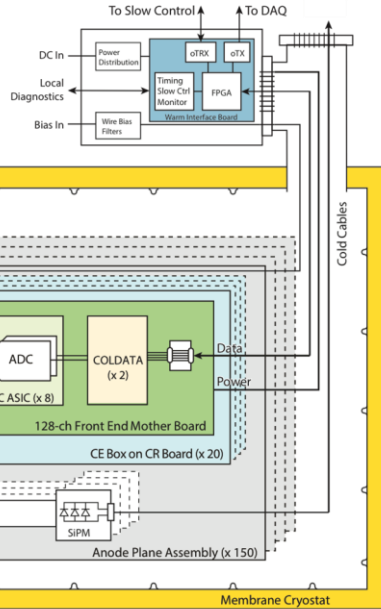 To Slow Control
To DAQ
DC In
Power
Distribution
oTRX
oTX
Local
Diagnostics
Timing
Slow Ctrl
Monitor
FPGA
Warm Interface Board
Bias In
Wire Bias
Filters
Cold Cables
ADC
COLDATA
(x 2)
Data
Power
C ASIC (x 8)
128-ch Front End Mother Board
CE Box on CR Board (x 20)
SiPM
Anode Plane Assembly (x 150)
Membrane Cryostat